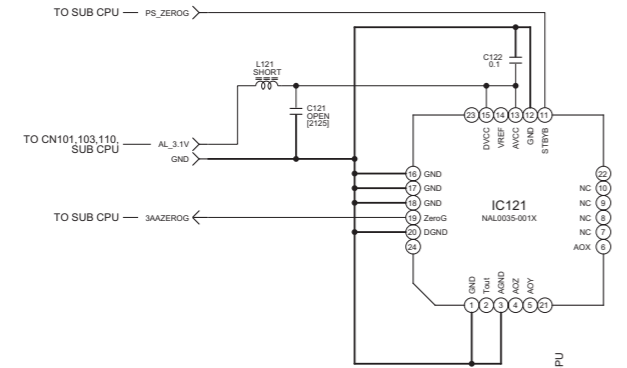 TO SUB CPU PS_ZEROG
C122
0.1
L121
SHORT
C121
OPEN
[2125]
23 15 14 13 12 11
DVCC
VREF
AVCC
GND
STBYB
TO CN101,103,110,
SUB CPU
AL_3.1V
GND
16 GND
17 GND
18 GND
19 ZeroG
20 DGND
24
TO SUB CPU 3AAZEROG
IC121
NAL0035-001X
22
NC 10
NC 9
NC 8
NC 7
AOX 6
GND
Tout
AGND
AOZ
AOY
1 2 3 4 5 21
PU